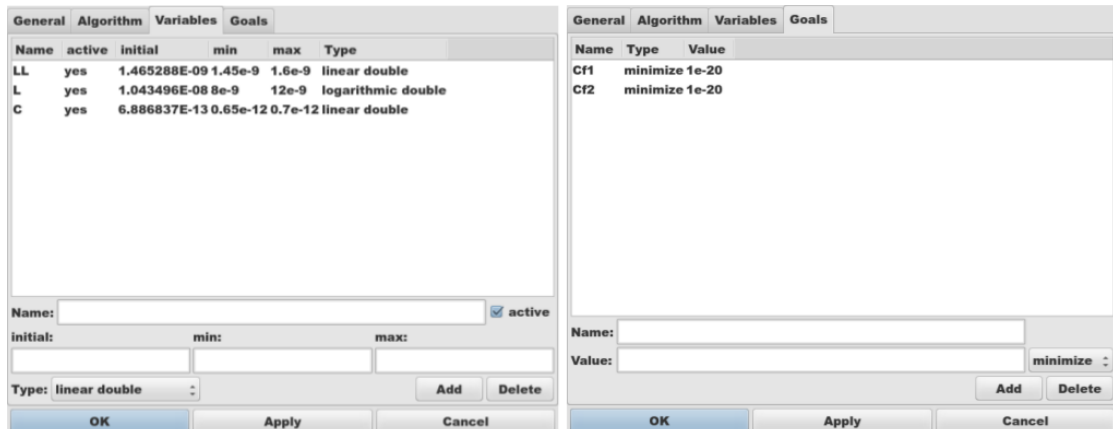 General Algorithm Variables Goals
Name active initial min max Type
LL yes 1.465288E-09 1.45e-9 1.6e-9 linear double
L yes 1.043496E-08 8e-9 12e-9 logarithmic double
C yes 6.886837E-13 0.65e-12 0.7e-12 linear double
Name: active
initial: min: max:
Type: linear double Add Delete
OK Apply Cancel
General Algorithm Variables Goals
Name Type Value
Cf1 minimize 1e-20
Cf2 minimize 1e-20
Name:
Value: minimize
Add Delete
OK Apply Cancel